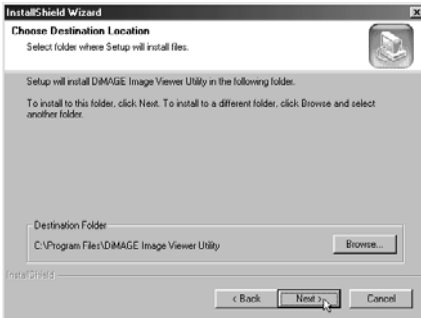 InstallShield Wizard
Choose Destination Location
Select folder where Setup will install files.
Setup will install DiMAGE Image Viewer Utility in the following folder.
To install to this folder, click Next. To install to a different folder, click Browse and select
another folder.
Destination Folder
C:\Program Files\DiMAGE Image Viewer Utility
Browse...
InstallShield
< Back
Next >
Cancel